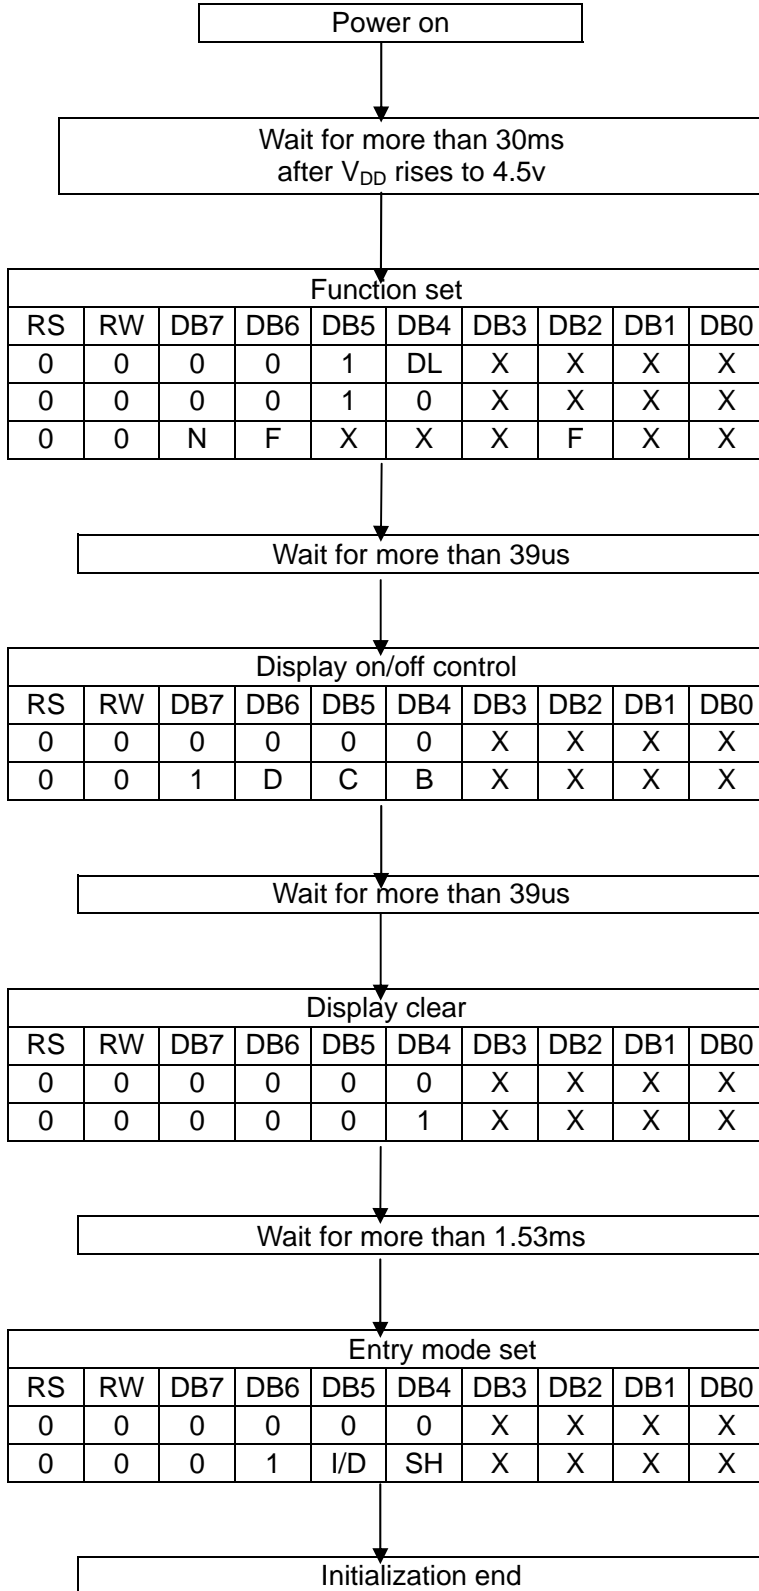 Power on
Wait for more than 30ms
after VDD rises to 4.5v
Function set
RS RW DB7 DB6 DB5 DB4 DB3 DB2 DB1 DB0
0 0 0 0 1 DL X X X X
0 0 0 0 1 0 X X X X
0 0 N F X X X F X X
Wait for more than 39us
Display on/off control
RS RW DB7 DB6 DB5 DB4 DB3 DB2 DB1 DB0
0 0 0 0 0 0 X X X X
0 0 1 D C B X X X X
Wait for more than 39us
Display clear
RS RW DB7 DB6 DB5 DB4 DB3 DB2 DB1 DB0
0 0 0 0 0 0 X X X X
0 0 0 0 0 1 X X X X
Wait for more than 1.53ms
Entry mode set
RS RW DB7 DB6 DB5 DB4 DB3 DB2 DB1 DB0
0 0 0 0 0 0 X X X X
0 0 0 1 I/D SH X X X X
Initialization end